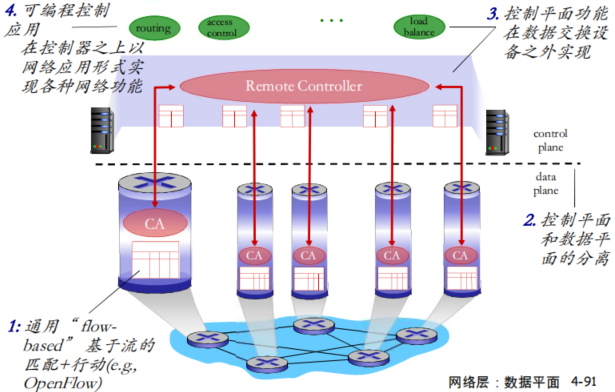 4. 可编程控制
应用
在控制器之上以
网络应用形式实
现各种网络功能
routing
access
control
...
load
balance
3. 控制平面功能
在数据交换设
备之外实现
Remote Controller
control
plane
data
plane
CA
CA
CA
CA
CA
2. 控制平面
和数据平
面的分离
1: 通用“flow-
based” 基于流的
匹配+行动(e.g,
OpenFlow)
网络层：数据平面 4-91